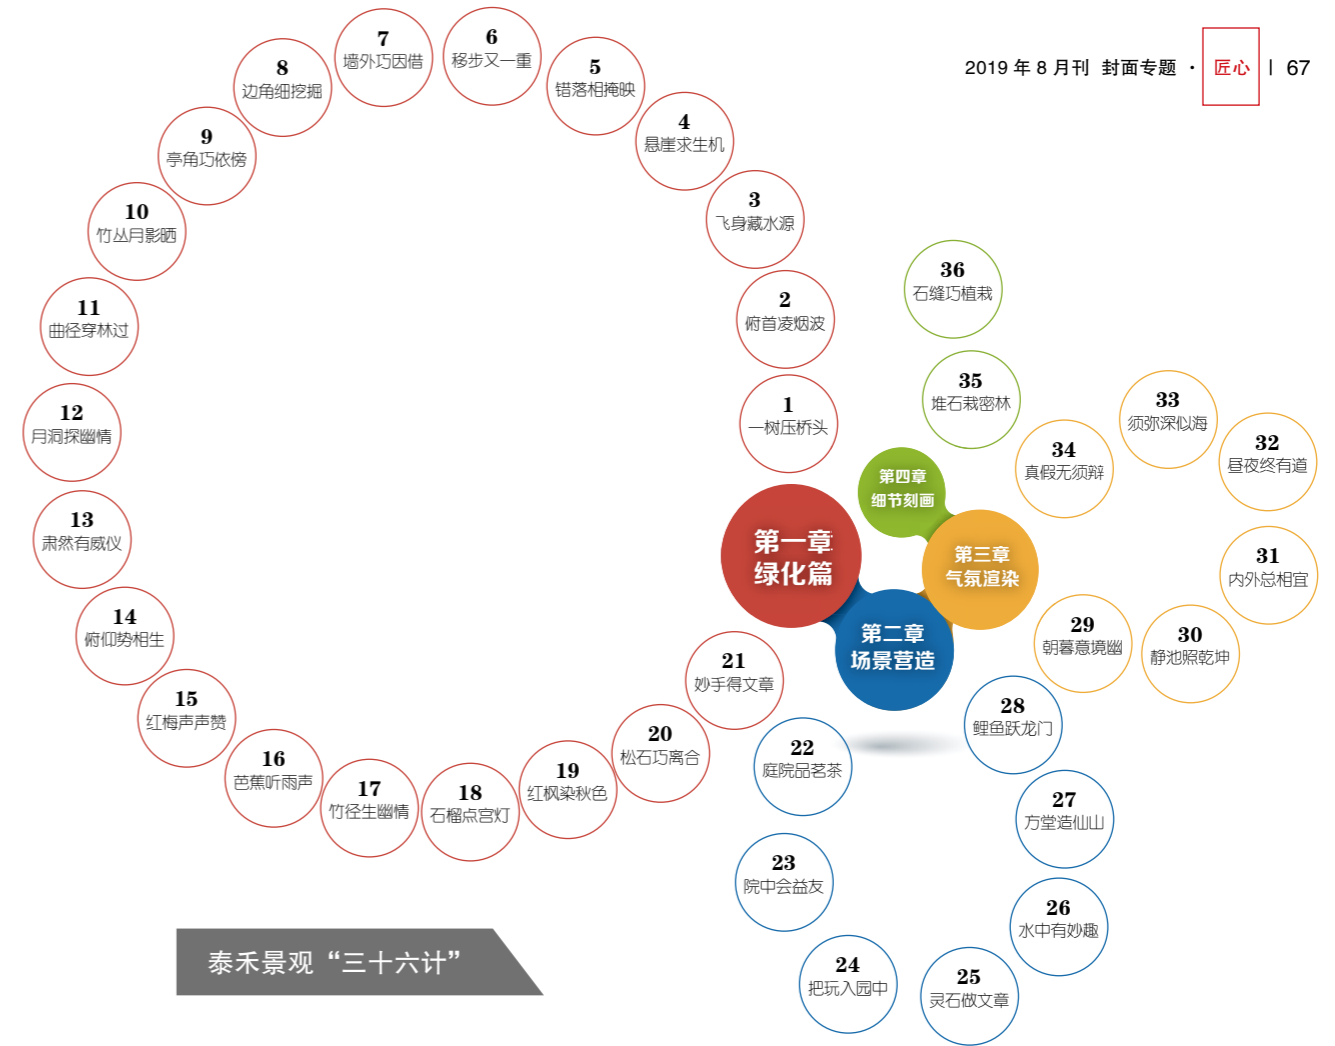 2019 年 8 月刊 封面专题 · 匠心 | 67
1
一树压桥头
2
俯首凌烟波
3
飞身藏水源
4
悬崖求生机
5
错落相掩映
6
移步又一重
7
墙外巧因借
8
边角细挖掘
9
亭角巧依傍
10
竹丛月影晒
11
曲径穿林过
12
月洞探幽情
13
肃然有威仪
14
俯仰势相生
15
红梅声声赞
16
芭蕉听雨声
17
竹径生幽情
18
石榴点宫灯
19
红枫染秋色
20
松石巧离合
21
妙手得文章
第一章
绿化篇
第二章
场景营造
22
庭院品茗茶
23
院中会益友
24
把玩入园中
25
灵石做文章
26
水中有妙趣
27
方堂造仙山
28
鲤鱼跃龙门
第三章
气氛渲染
29
朝暮意境幽
30
静池照乾坤
31
内外总相宜
32
昼夜终有道
33
须弥深似海
34
真假无须辩
第四章
细节刻画
35
堆石栽密林
36
石缝巧植栽
泰禾景观“三十六计”